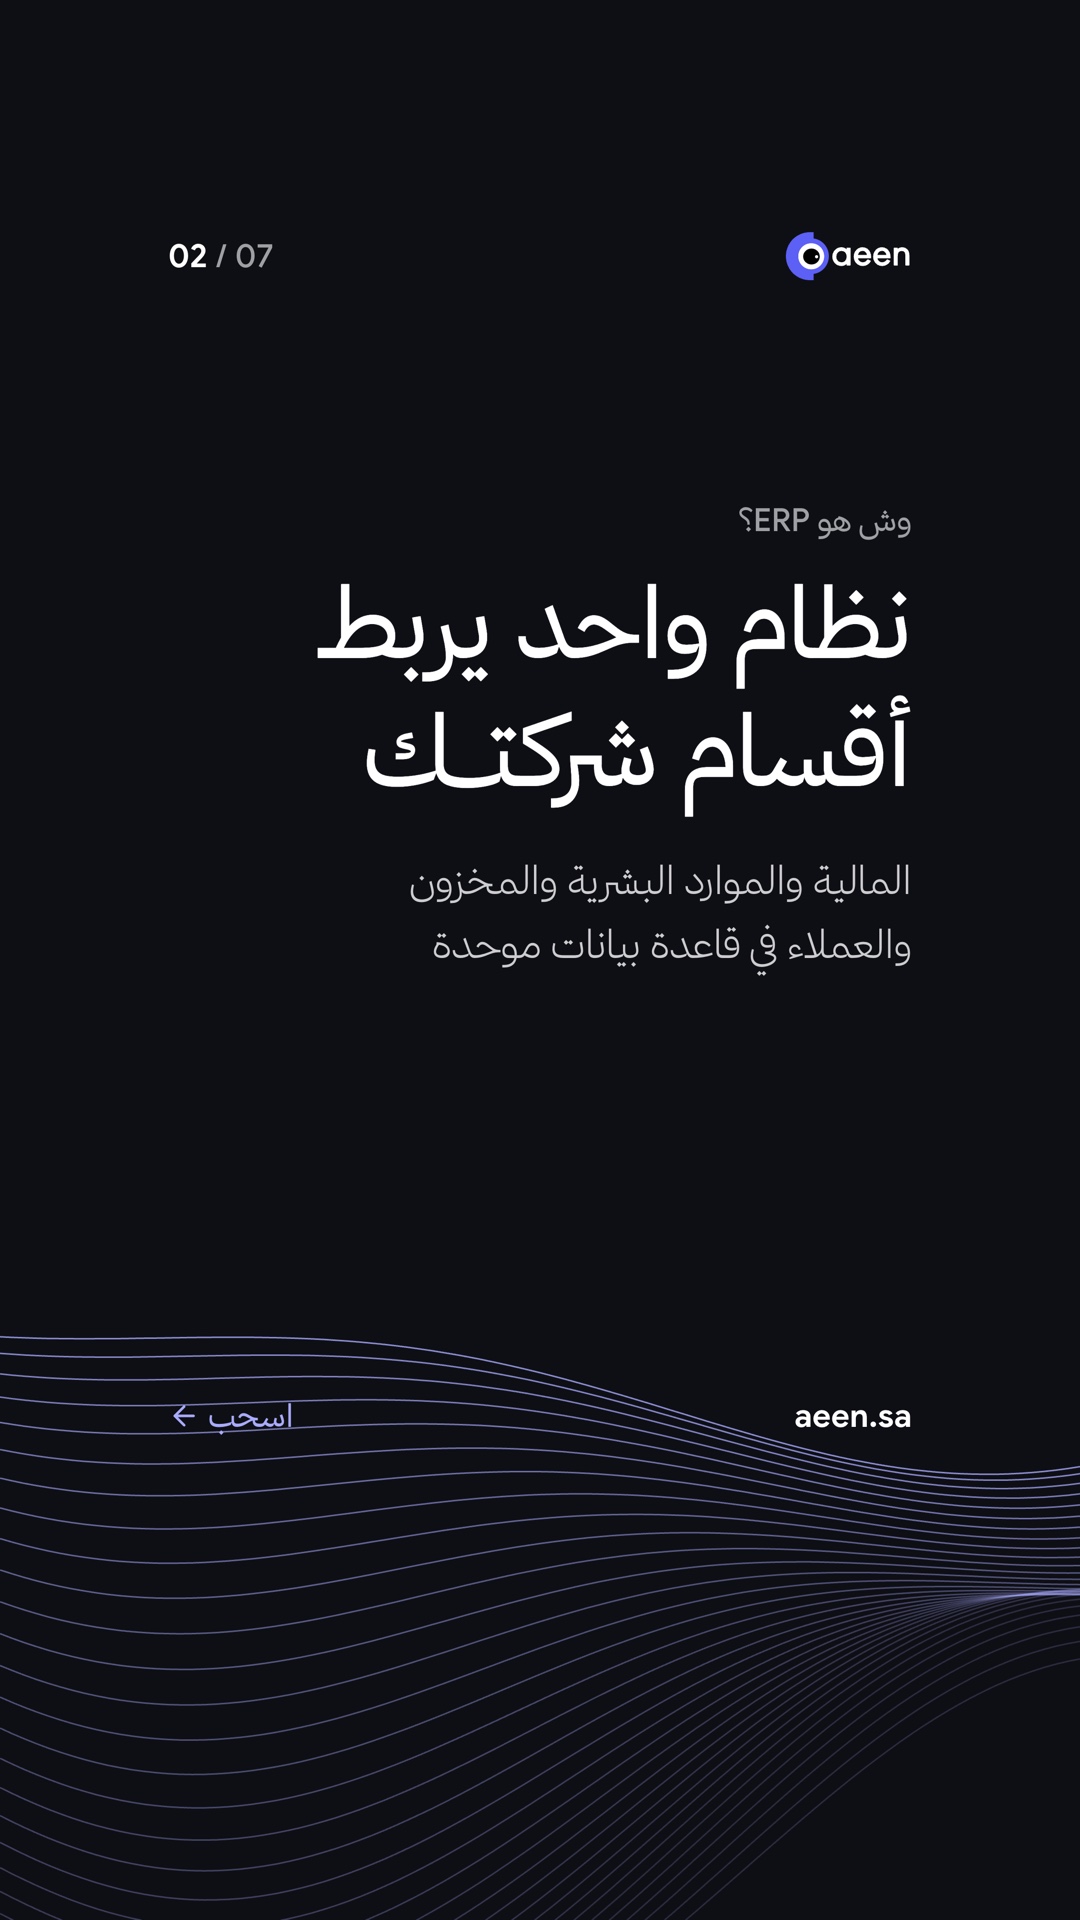 aeen
02 / 07
وش هو ERP؟
نظام واحد يربط
أقسام شركتـك
المالية والموارد البشرية والمخزون
والعملاء في قاعدة بيانات موحدة
aeen.sa
اسحب ←